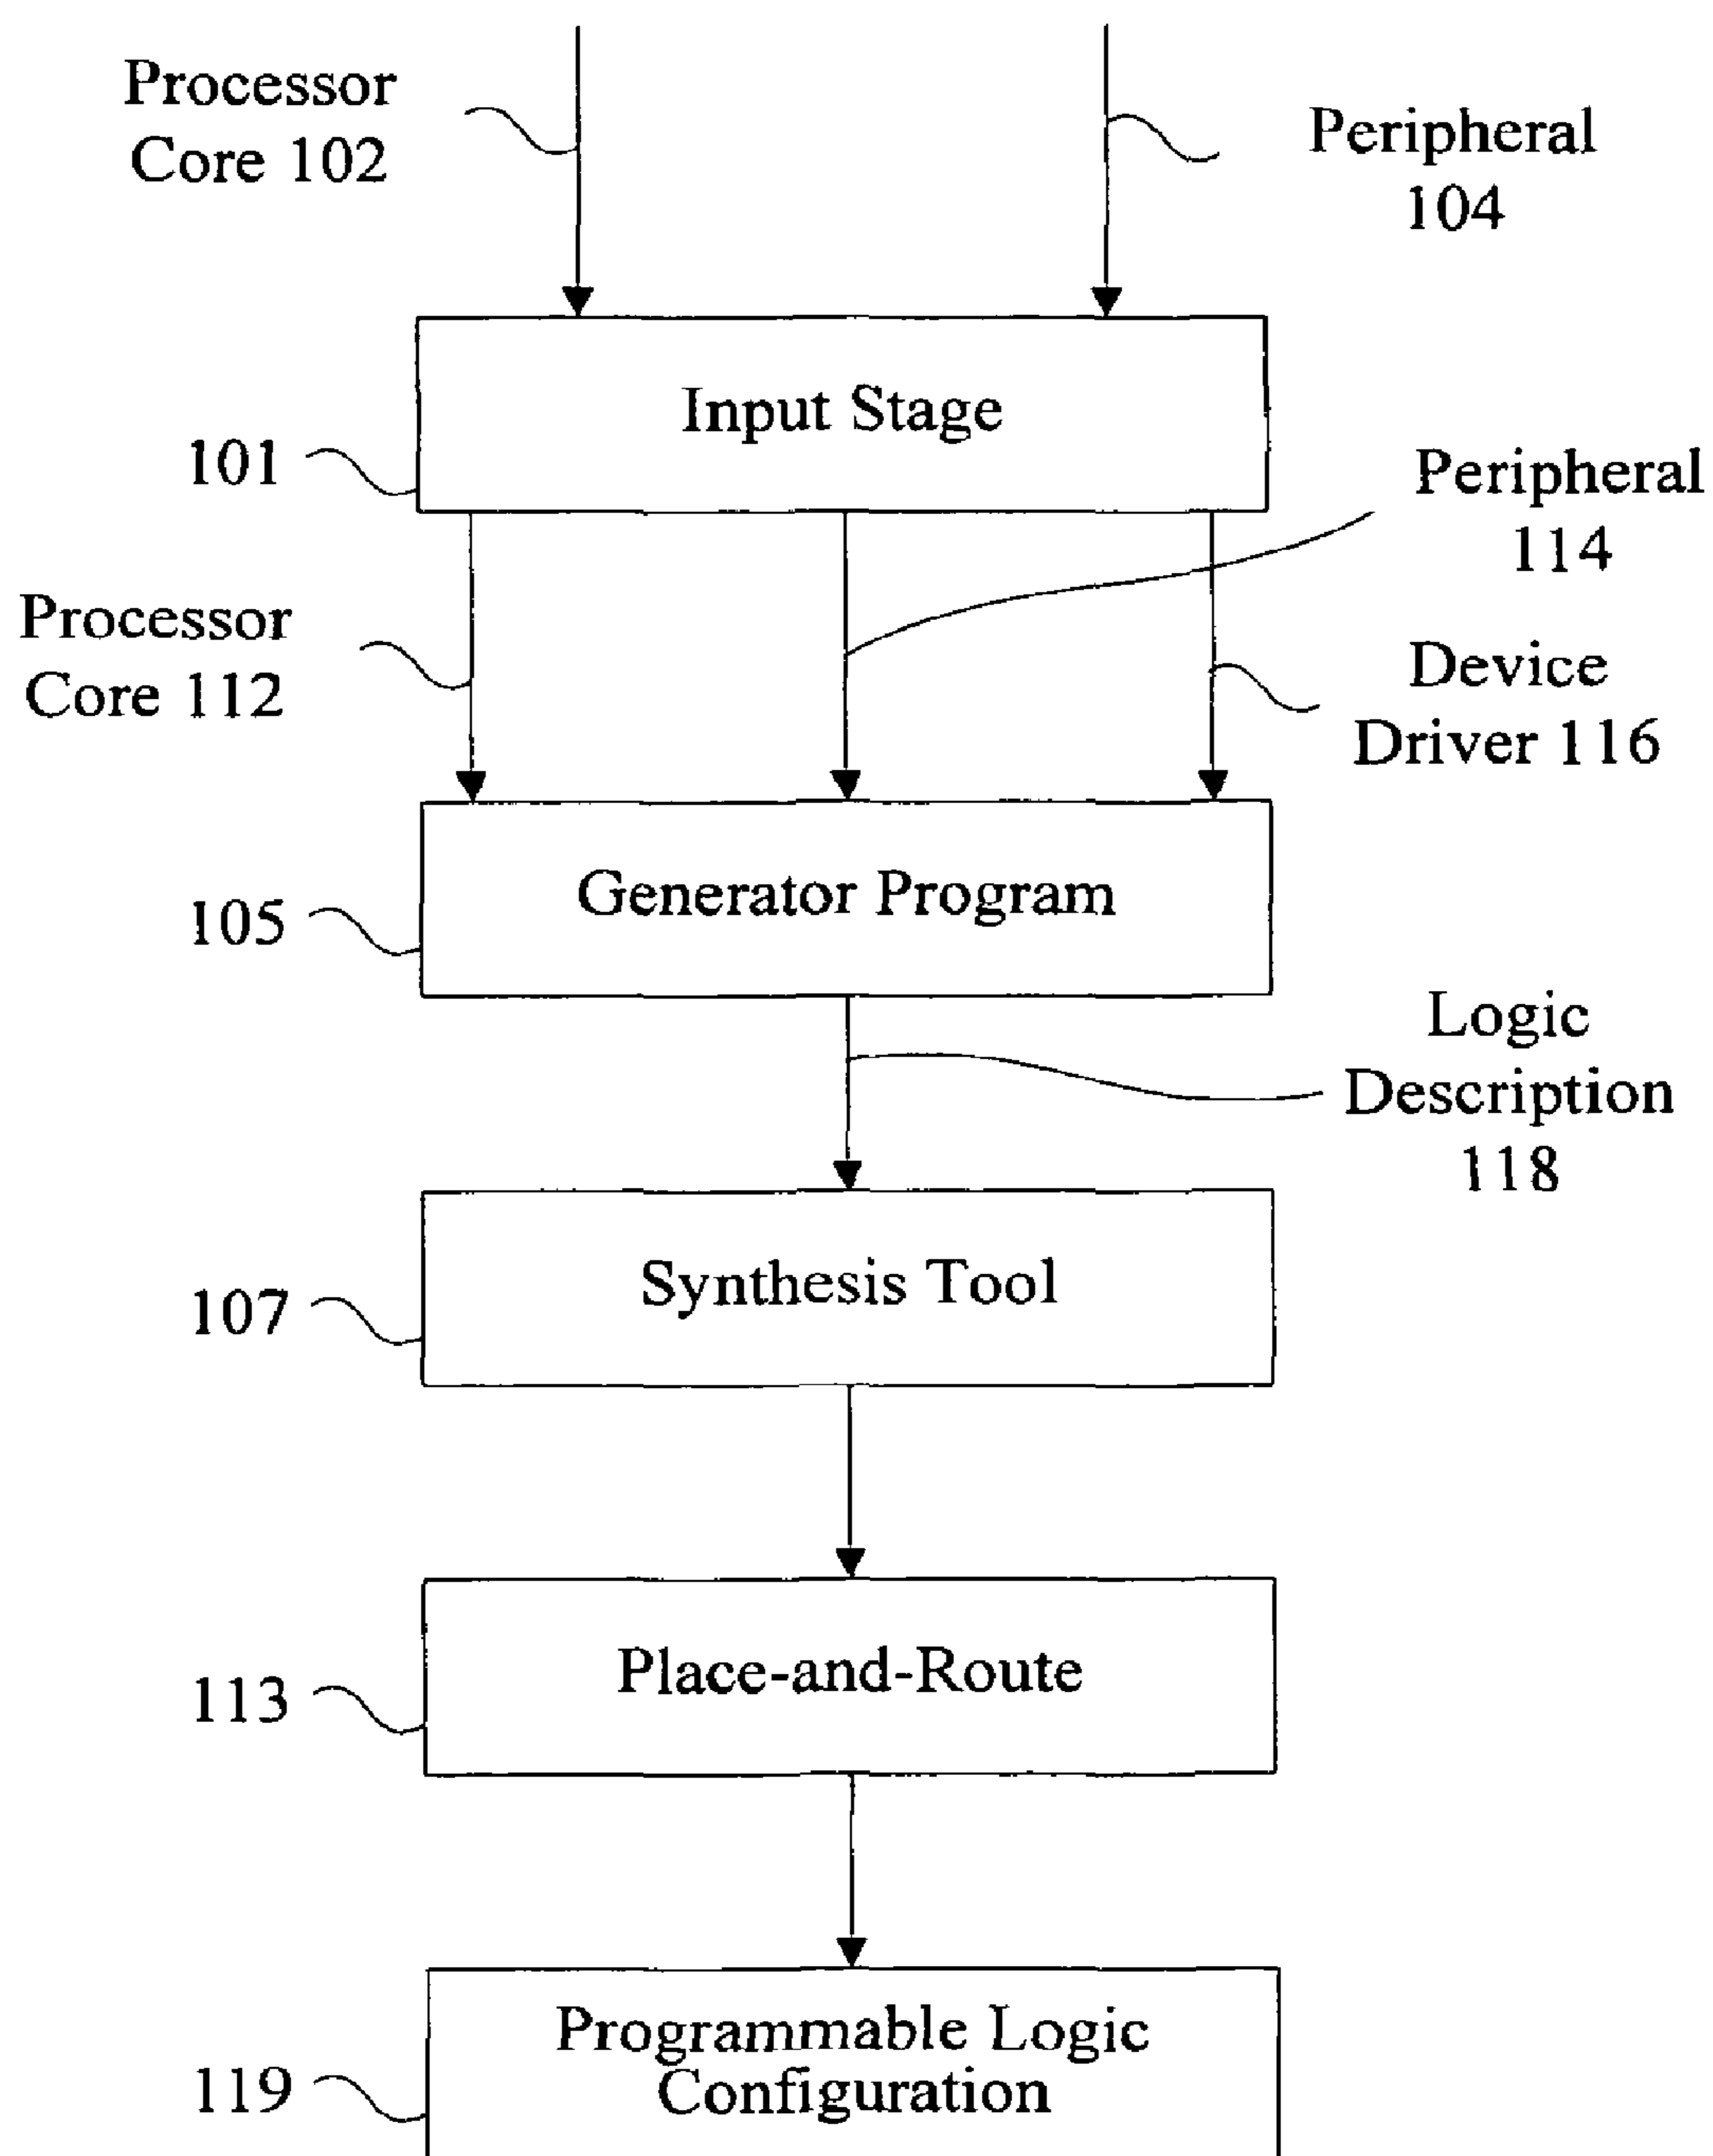 Processor
Core 102
Peripheral
104
Input Stage
101
Peripheral
114
Processor
Core 112
Device
Driver 116
Generator Program
105
Logic
Description
118
Synthesis Tool
107
Place-and-Route
113
Programmable Logic
Configuration
119